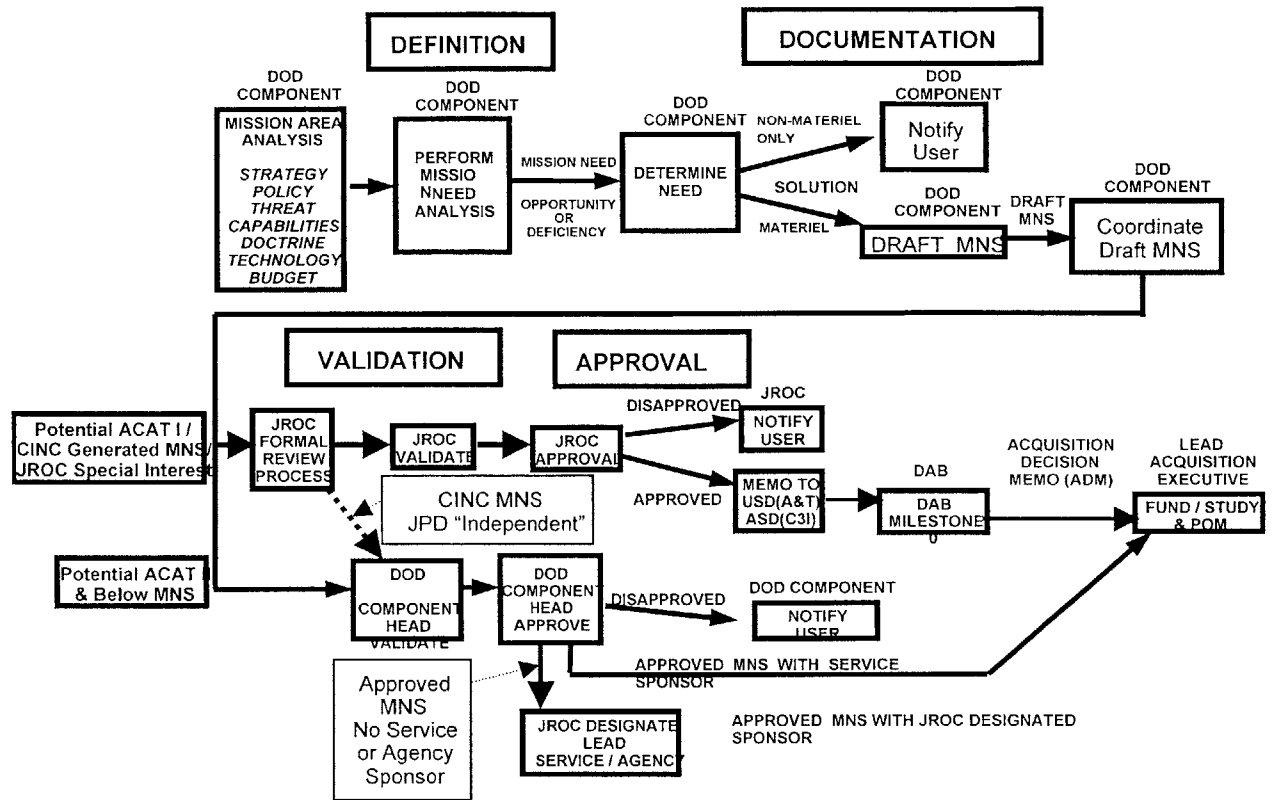 DEFINITION
DOCUMENTATION
DOD
COMPONENT
MISSION AREA
ANALYSIS
STRATEGY
POLICY
THREAT
CAPABILITIES
DOCTRINE
TECHNOLOGY
BUDGET
DOD
COMPONENT
PERFORM
MISSIO
NNEED
ANALYSIS
MISSION NEED
OPPORTUNITY
OR
DEFICIENCY
DOD
COMPONENT
DETERMINE
NEED
NON-MATERIEL
ONLY
SOLUTION
MATERIEL
DOD
COMPONENT
Notify
User
DOD
COMPONENT
DRAFT MNS
DRAFT
MNS
DOD
COMPONENT
Coordinate
Draft MNS
VALIDATION
APPROVAL
Potential ACAT I /
CINC Generated MNS/
JROC Special Interest
JROC
FORMAL
REVIEW
PROCESS
JROC
VALIDATE
JROC
APPROVAL
DISAPPROVED
JROC
NOTIFY
USER
APPROVED
MEMO TO
USD(A&T)
ASD(C3I)
DAB
DAB
MILESTONE
0
ACQUISITION
DECISION
MEMO (ADM)
LEAD
ACQUISITION
EXECUTIVE
FUND / STUDY
& POM
CINC MNS
JPD "Independent"
Potential ACAT II
& Below MNS
DOD
COMPONENT
HEAD
VALIDATE
DOD
COMPONENT
HEAD
APPROVE
DISAPPROVED
DOD COMPONENT
NOTIFY
USER
APPROVED MNS WITH SERVICE
SPONSOR
Approved
MNS
No Service
or Agency
Sponsor
JROC DESIGNATE
LEAD
SERVICE / AGENCY
APPROVED MNS WITH JROC DESIGNATED
SPONSOR